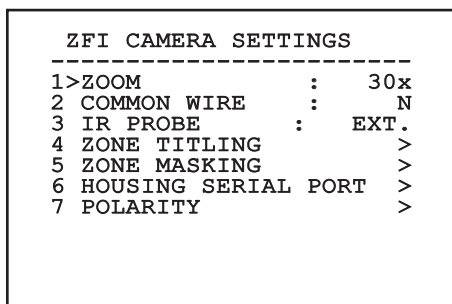 ZFI CAMERA SETTINGS
------------------------
1>ZOOM : 30x
2 COMMON WIRE : N
3 IR PROBE : EXT.
4 ZONE TITLING >
5 ZONE MASKING >
6 HOUSING SERIAL PORT >
7 POLARITY >